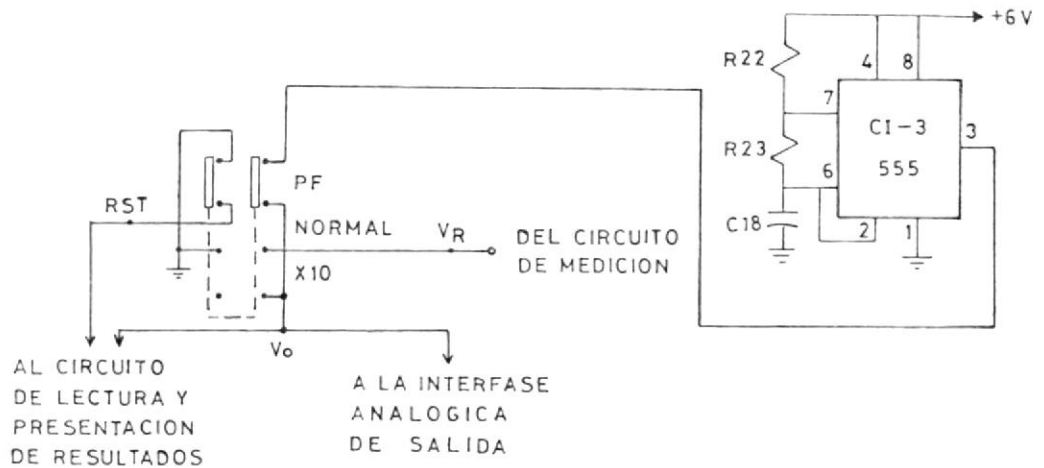 +6V
R22
4
8
7
CI-3
3
R23
555
6
C18
2
1
PF
RST
NORMAL
VR
DEL CIRCUITO
DE MEDICION
X10
Vo
AL CIRCUITO
DE LECTURA Y
PRESENTACION
DE RESULTADOS
A LA INTERFASE
ANALOGICA
DE SALIDA